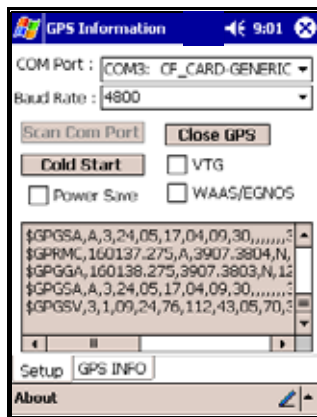 GPS Information 9:01
COM Port : COM3: CF_CARD-GENERIC
Baud Rate : 4800
Scan Com Port Close GPS
Cold Start VTG
Power Save WAAS/EGNOS
$GPGSA,A,3,24,05,17,04,09,30,,,,,,,3
$GPRMC,160137.275,A,3907.3804,N,
$GPGGA,160138.275,3907.3803,N,12
$GPGSA,A,3,24,05,17,04,09,30,,,,,,,3
$GPGSV,3,1,09,24,76,112,43,05,70,3
Setup GPS INFO
About